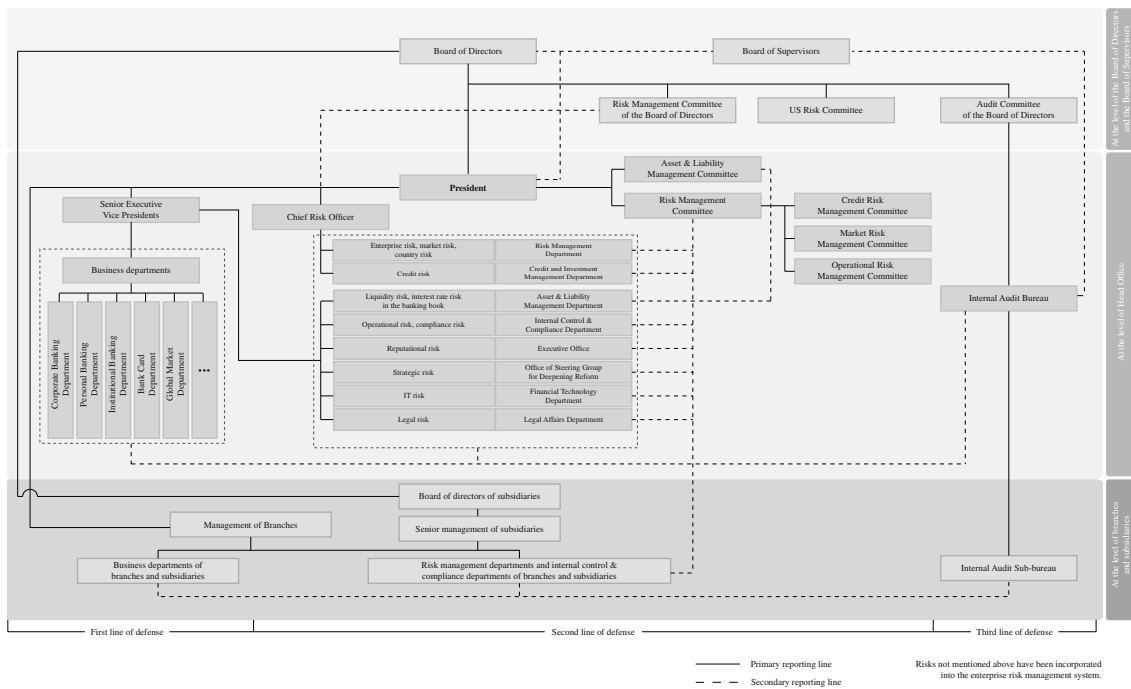 At the level of the Board of Directors
and the Board of Supervisors
Board of Directors
Board of Supervisors
Risk Management Committee
of the Board of Directors
US Risk Committee
Audit Committee
of the Board of Directors
At the level of Head Office
President
Asset & Liability
Management Committee
Risk Management
Committee
Credit Risk
Management Committee
Market Risk
Management Committee
Operational Risk
Management Committee
Senior Executive
Vice Presidents
Chief Risk Officer
Business departments
Corporate Banking
Department
Personal Banking
Department
Institutional Banking
Department
Bank Card
Department
Global Market
Department
...
Enterprise risk, market risk,
country risk
Risk Management
Department
Credit risk
Credit and Investment
Management Department
Liquidity risk, interest rate risk
in the banking book
Asset & Liability
Management Department
Operational risk, compliance risk
Internal Control &
Compliance Department
Reputational risk
Executive Office
Strategic risk
Office of Steering Group
for Deepening Reform
IT risk
Financial Technology
Department
Legal risk
Legal Affairs Department
Internal Audit Bureau
At the level of branches
and subsidiaries
Board of directors of subsidiaries
Management of Branches
Senior management of subsidiaries
Business departments of
branches and subsidiaries
Risk management departments and internal control &
compliance departments of branches and subsidiaries
Internal Audit Sub-bureau
First line of defense
Second line of defense
Third line of defense
Primary reporting line
Secondary reporting line
Risks not mentioned above have been incorporated
into the enterprise risk management system.